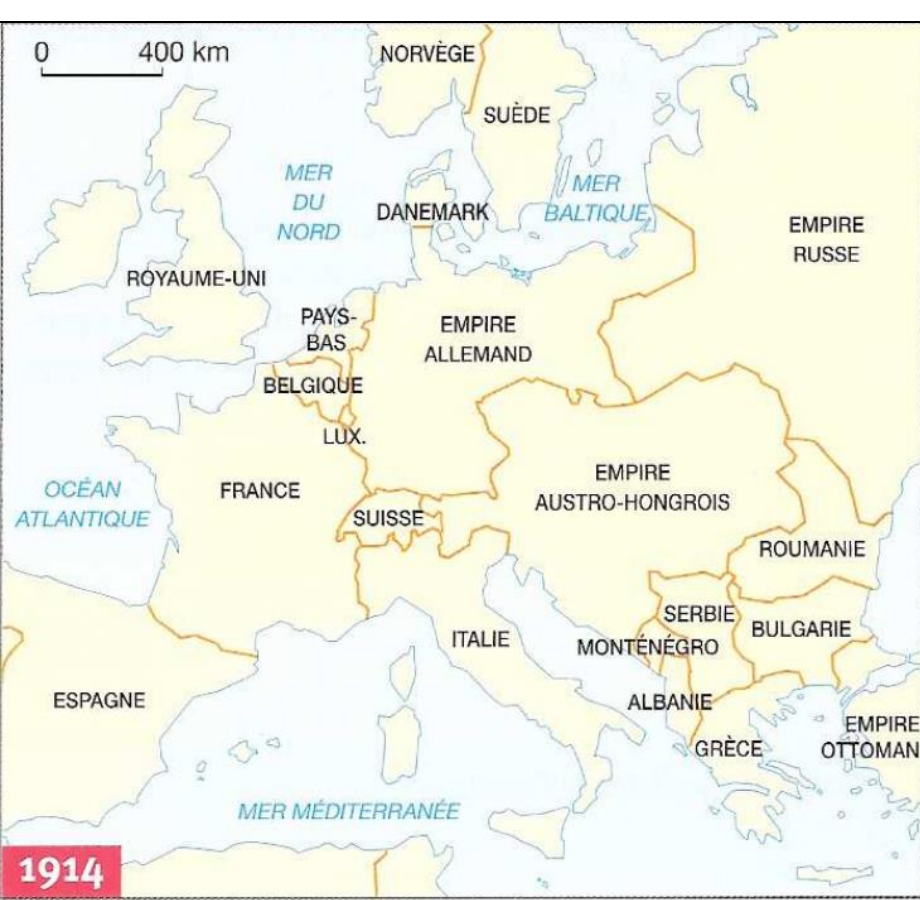 0 400 km
NORVÈGE
SUÈDE
MER
DU
NORD
MER
BALTIQUE
DANEMARK
EMPIRE
RUSSE
ROYAUME-UNI
PAYS-
BAS
EMPIRE
ALLEMAND
BELGIQUE
LUX.
OCÉAN
ATLANTIQUE
FRANCE
EMPIRE
AUSTRO-HONGROIS
SUISSE
ROUMANIE
SERBIE
BULGARIE
ITALIE
MONTÉNÉGRO
ESPAGNE
ALBANIE
GRÈCE
EMPIRE
OTTOMAN
MER MÉDITERRANÉE
1914